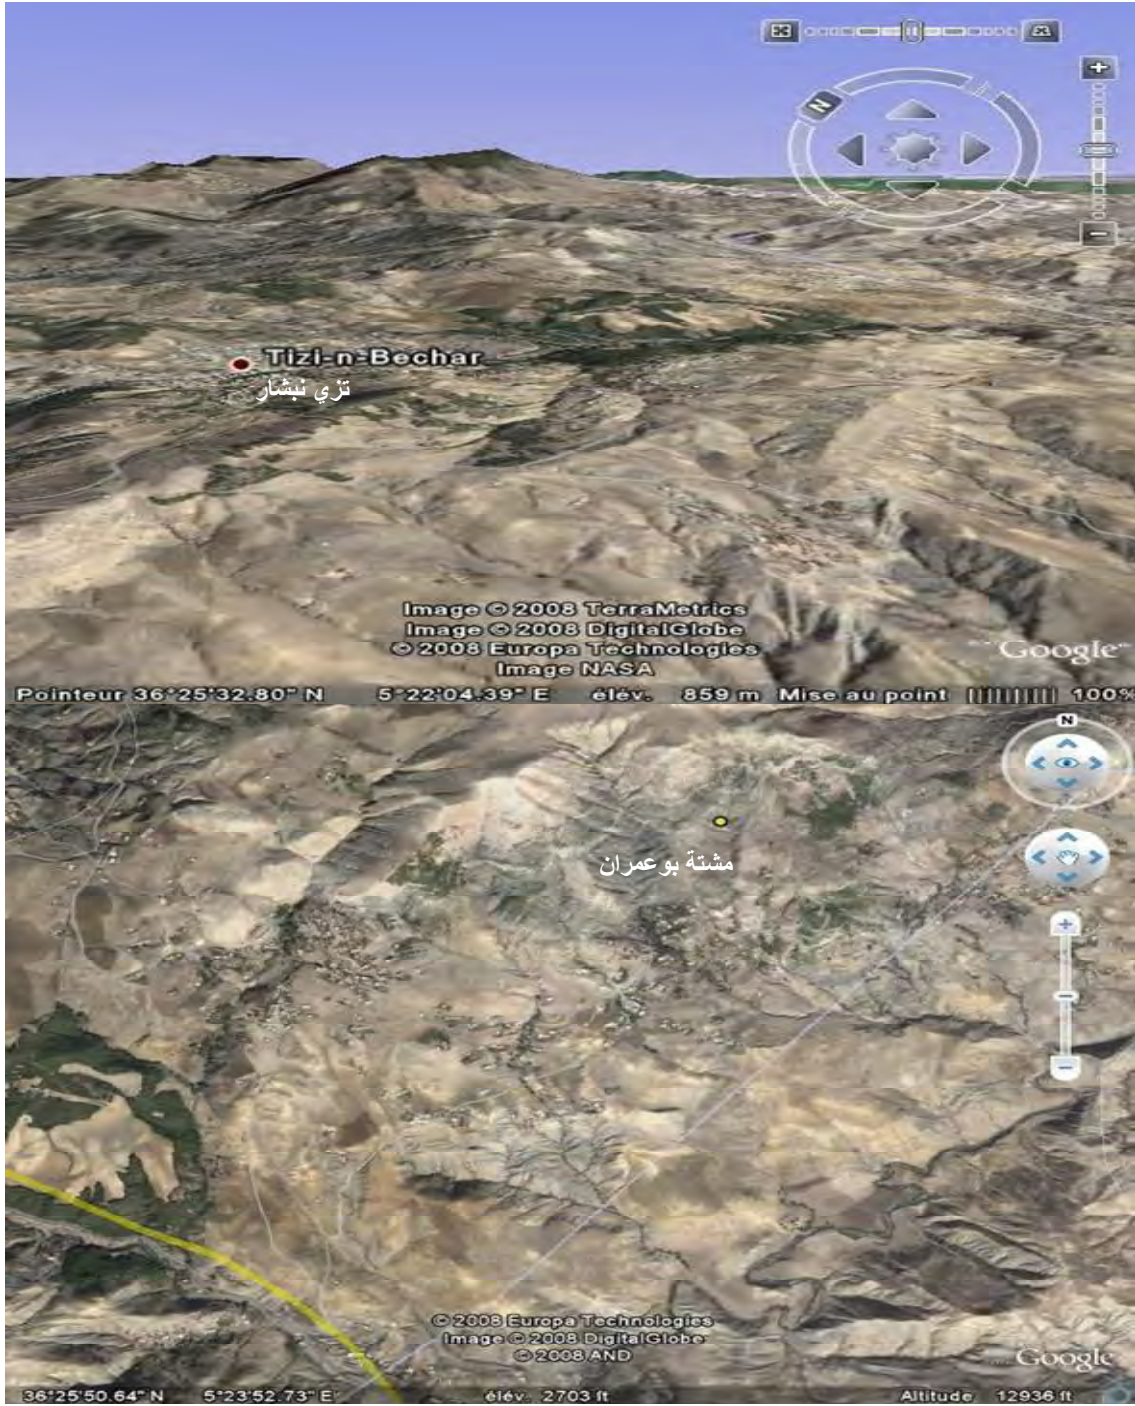 N
Tizi-n-Bechar
تزي نبشار
Image © 2008 TerraMetrics
Image © 2008 DigitalGlobe
© 2008 Europa Technologies
Image NASA
Google
Pointeur 36°25'32.80" N 5°22'04.39" E élév. 859 m Mise au point 100%
N
مشتة بوعمران
© 2008 Europa Technologies
Image © 2008 DigitalGlobe
© 2008 AND
Google
36°25'50.64" N 5°23'52.73" E élév. 2703 ft Altitude 12936 ft